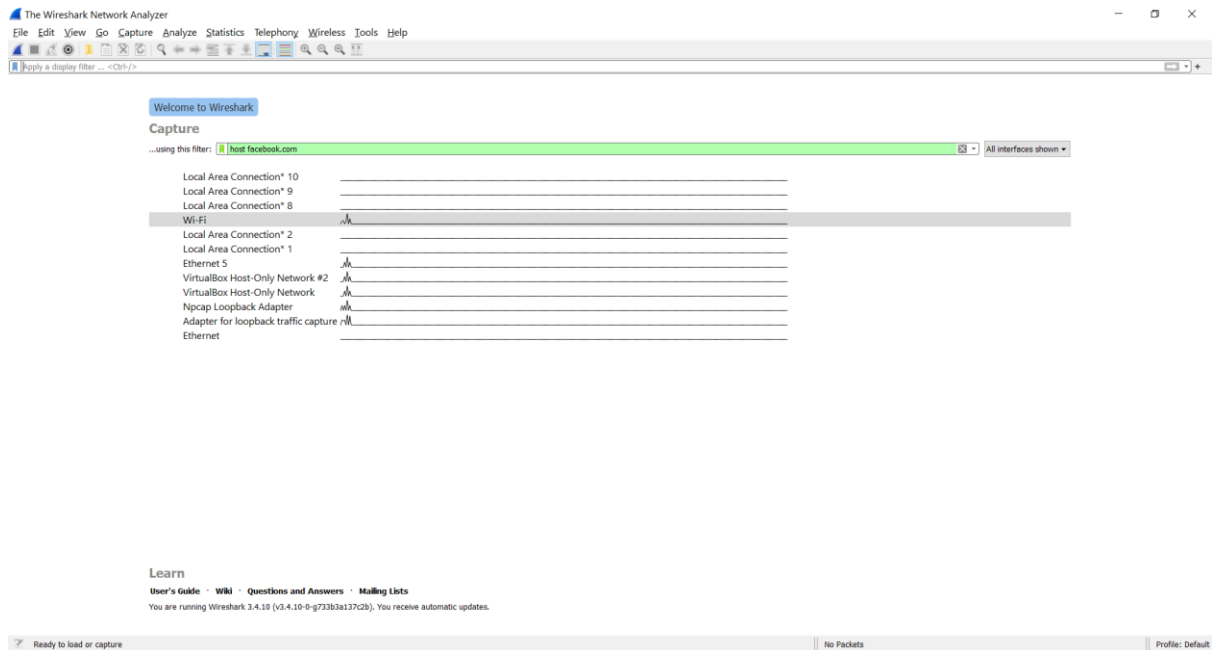 The Wireshark Network Analyzer
File Edit View Go Capture Analyze Statistics Telephony Wireless Tools Help
Apply a display filter ... <Ctrl-/>
Welcome to Wireshark
Capture
...using this filter: host facebook.com All interfaces shown
Local Area Connection* 10
Local Area Connection* 9
Local Area Connection* 8
Wi-Fi
Local Area Connection* 2
Local Area Connection* 1
Ethernet 5
VirtualBox Host-Only Network #2
VirtualBox Host-Only Network
Npcap Loopback Adapter
Adapter for loopback traffic capture
Ethernet
Learn
User's Guide · Wiki · Questions and Answers · Mailing Lists
You are running Wireshark 3.4.10 (v3.4.10-0-g733b3a137c2b). You receive automatic updates.
Ready to load or capture No Packets Profile: Default